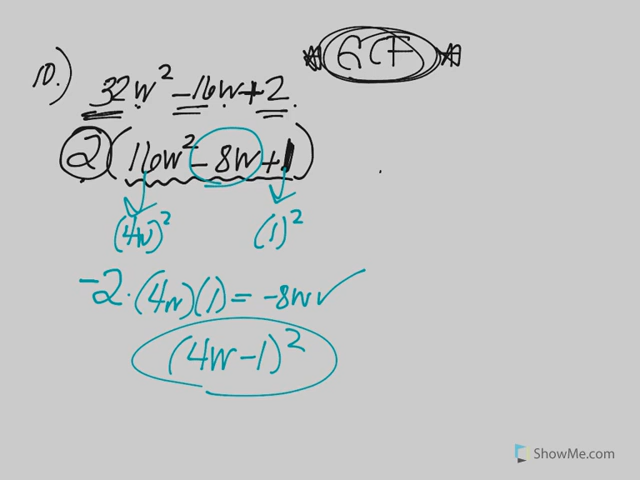 GCF
10.) 32w² - 16w + 2
2(16w² - 8w + 1)
(4w)² (1)²
-2·(4w)(1) = -8w ✓
(4w - 1)²
ShowMe.com